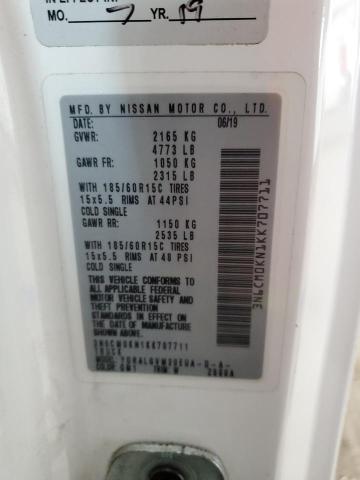 MO. 7 YR. 19
MFD. BY NISSAN MOTOR CO., LTD.
DATE: 06/19
GVWR: 2165 KG
4773 LB
GAWR FR: 1050 KG
2315 LB
WITH 185/60R15C TIRES
15x5.5 RIMS AT 44PSI
COLD SINGLE
GAWR RR: 1150 KG
2535 LB
WITH 185/60R15C TIRES
15x5.5 RIMS AT 48 PSI
COLD SINGLE
THIS VEHICLE CONFORMS
TO ALL APPLICABLE FEDERAL
MOTOR VEHICLE SAFETY AND
THEFT PREVENTION
STANDARDS IN EFFECT ON
THE DATE OF MANUFACTURE
SHOWN ABOVE.
3N6CM0KN1KK707711
TRUCK
3N6CM0KN1KK707711